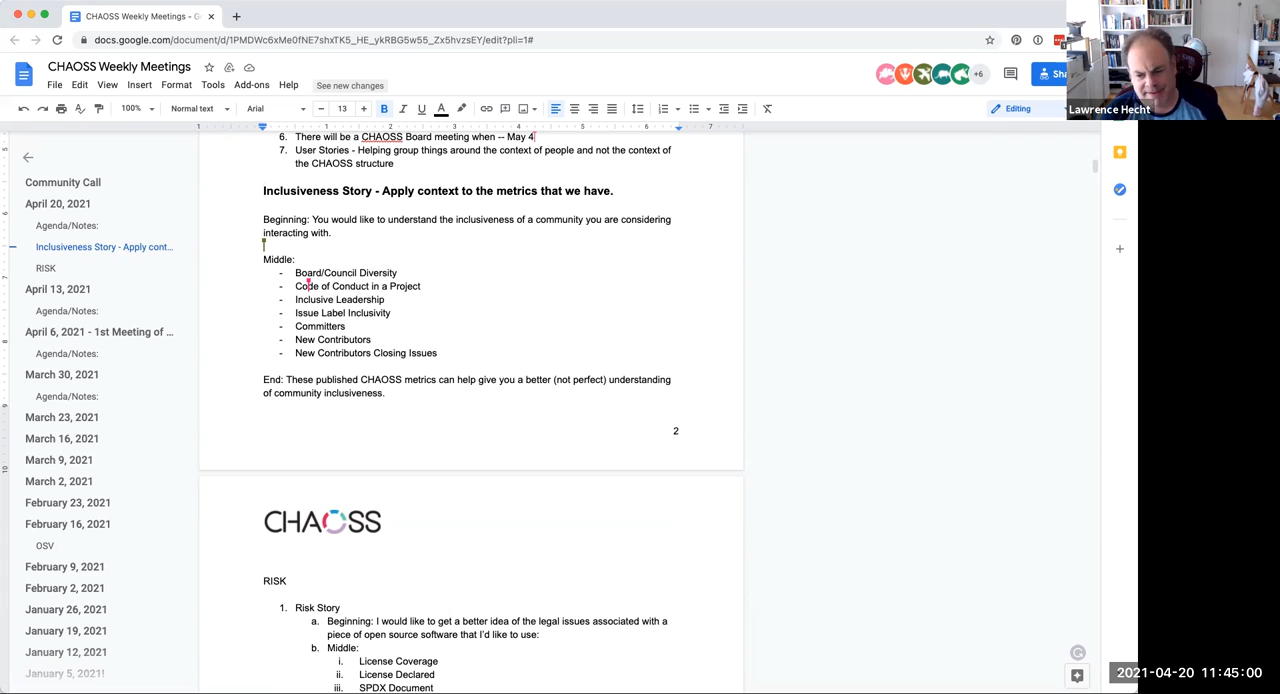 CHAOSS Weekly Meetings - G
docs.google.com/document/d/1PMDWc6xMe0fNE7shxTK5_HE_ykRBG5w55_Zx5hvzsEY/edit?pli=1#
CHAOSS Weekly Meetings
File Edit View Insert Format Tools Add-ons Help See new changes
+6
Sha
Lawrence Hecht
100% Normal text Arial 13 B I U A Editing
1 1 2 3 4 5 6 7
Community Call
April 20, 2021
Agenda/Notes:
Inclusiveness Story - Apply cont...
RISK
April 13, 2021
Agenda/Notes:
April 6, 2021 - 1st Meeting of ...
Agenda/Notes:
March 30, 2021
Agenda/Notes:
March 23, 2021
March 16, 2021
March 9, 2021
March 2, 2021
February 23, 2021
February 16, 2021
OSV
February 9, 2021
February 2, 2021
January 26, 2021
January 19, 2021
January 12, 2021
January 5, 2021!
6. There will be a CHAOSS Board meeting when -- May 4
7. User Stories - Helping group things around the context of people and not the context of
the CHAOSS structure
Inclusiveness Story - Apply context to the metrics that we have.
Beginning: You would like to understand the inclusiveness of a community you are considering
interacting with.
Middle:
- Board/Council Diversity
- Code of Conduct in a Project
- Inclusive Leadership
- Issue Label Inclusivity
- Committers
- New Contributors
- New Contributors Closing Issues
End: These published CHAOSS metrics can help give you a better (not perfect) understanding
of community inclusiveness.
2
CHAOSS
RISK
1. Risk Story
a. Beginning: I would like to get a better idea of the legal issues associated with a
piece of open source software that I'd like to use:
b. Middle:
i. License Coverage
ii. License Declared
iii. SPDX Document
2021-04-20 11:45:00